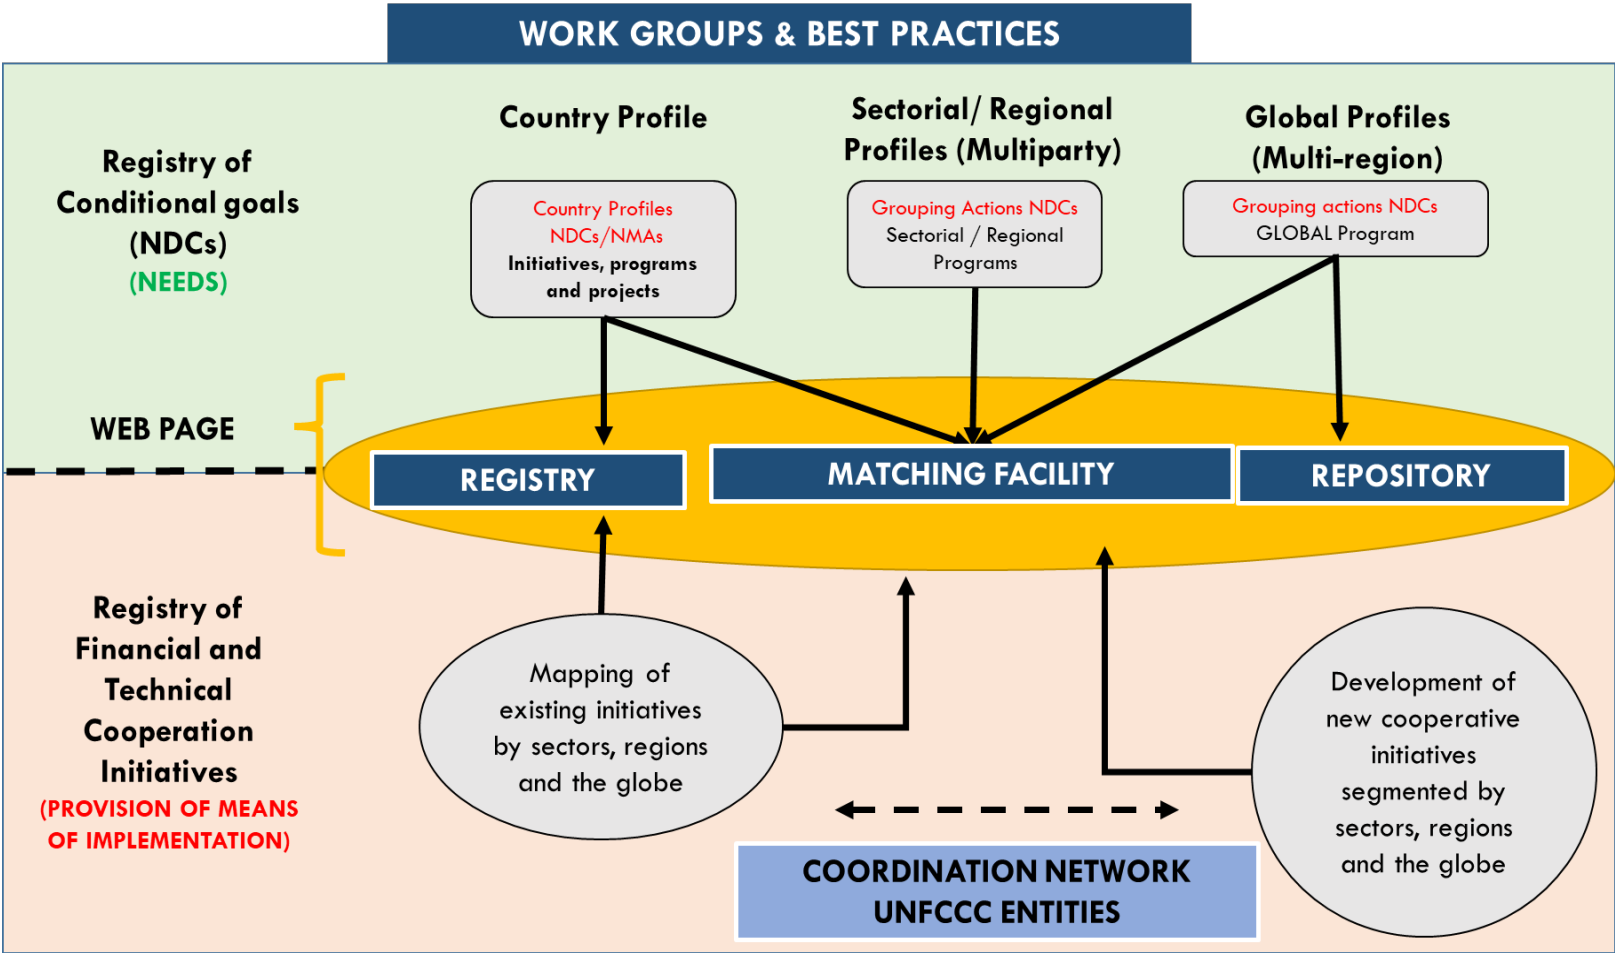 WORK GROUPS & BEST PRACTICES
Registry of
Conditional goals
(NDCs)
(NEEDS)
Country Profile
Country Profiles
NDCs/NMAs
Initiatives, programs
and projects
Sectorial/ Regional
Profiles (Multiparty)
Grouping Actions NDCs
Sectorial / Regional
Programs
Global Profiles
(Multi-region)
Grouping actions NDCs
GLOBAL Program
WEB PAGE
REGISTRY
MATCHING FACILITY
REPOSITORY
Registry of
Financial and
Technical
Cooperation
Initiatives
(PROVISION OF MEANS
OF IMPLEMENTATION)
Mapping of
existing initiatives
by sectors, regions
and the globe
Development of
new cooperative
initiatives
segmented by
sectors, regions
and the globe
COORDINATION NETWORK
UNFCCC ENTITIES